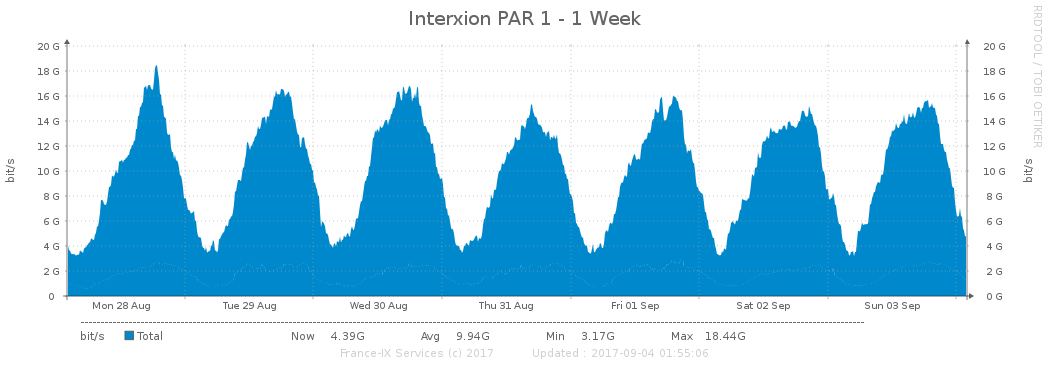 Interxion PAR 1 - 1 Week
RRDTOOL / TOBI OETIKER
20 G 20 G
18 G 18 G
16 G 16 G
14 G 14 G
12 G 12 G
10 G 10 G
8 G 8 G
6 G 6 G
4 G 4 G
2 G 2 G
0 0 G
bit/s
bit/s
Mon 28 Aug Tue 29 Aug Wed 30 Aug Thu 31 Aug Fri 01 Sep Sat 02 Sep Sun 03 Sep
bit/s Total Now 4.39G Avg 9.94G Min 3.17G Max 18.44G
France-IX Services (c) 2017 Updated : 2017-09-04 01:55:06